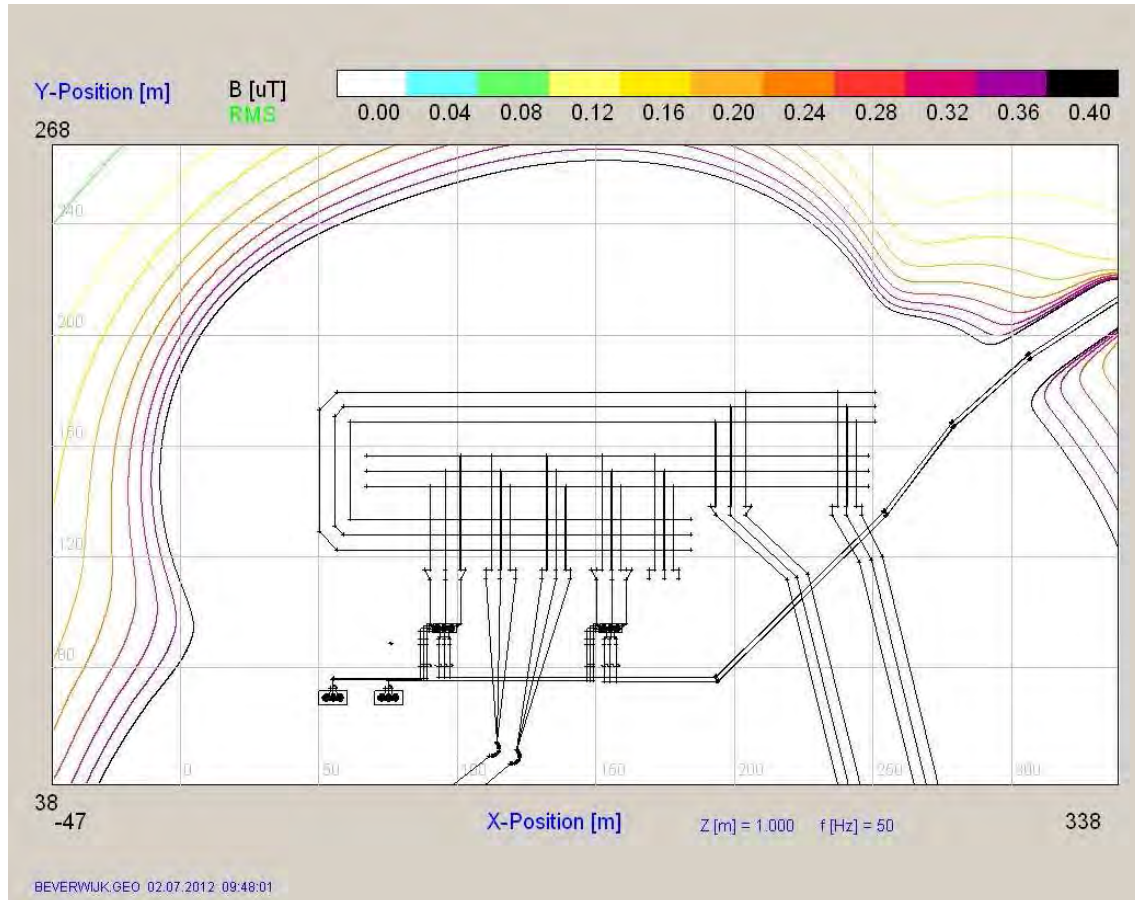 Y-Position [m] B [uT]
RMS
0.00 0.04 0.08 0.12 0.16 0.20 0.24 0.28 0.32 0.36 0.40
268
240
200
160
120
80
0 50 100 150 200 250 300
38
-47 X-Position [m] Z [m] = 1.000 f [Hz] = 50 338
BEVERWIJK.GEO 02.07.2012 09:48:01